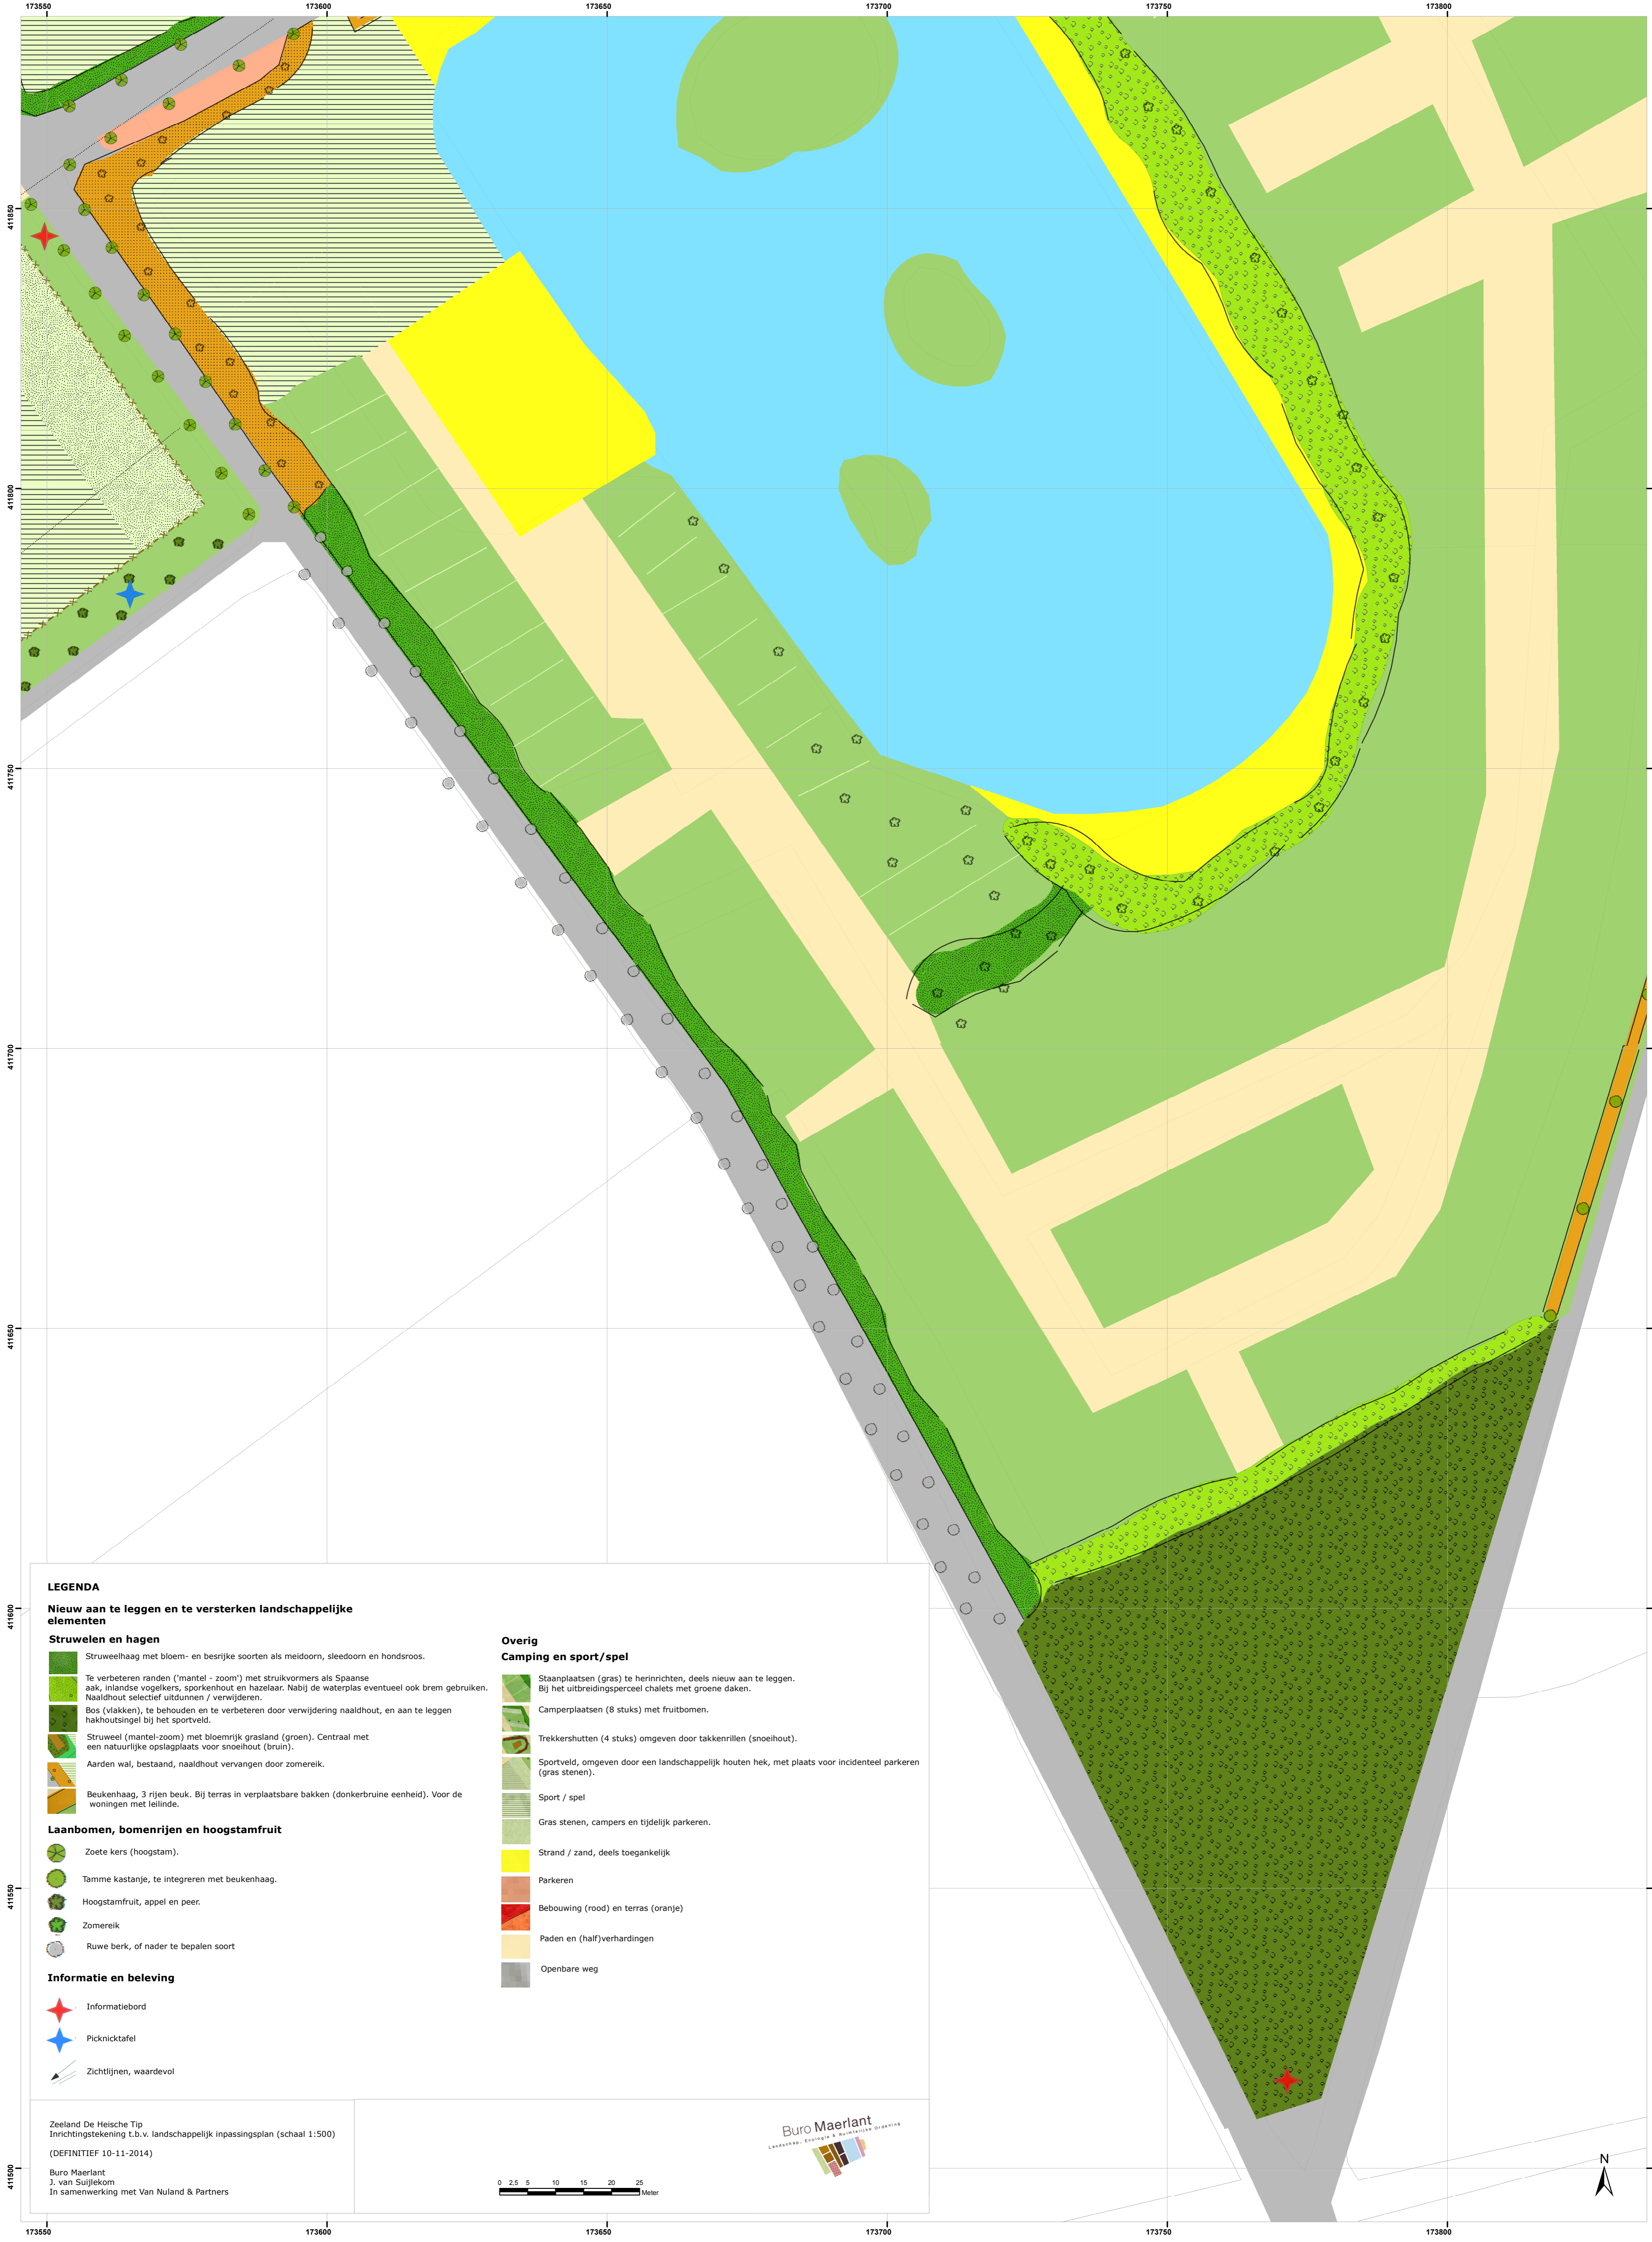 173550 173600 173650 173700 173750 173800
411850
411800
411750
411700
411650
411600
411550
411500
LEGENDA
Nieuw aan te leggen en te versterken landschappelijke
elementen
Struwelen en hagen
Struweelhaag met bloem- en besrijke soorten als meidoorn, sleedoorn en hondsroos.
Te verbeteren randen ('mantel - zoom') met struikvormers als Spaanse
aak, inlandse vogelkers, sporkenhout en hazelaar. Nabij de waterplas eventueel ook brem gebruiken.
Naaldhout selectief uitdunnen / verwijderen.
Bos (vlakken), te behouden en te verbeteren door verwijdering naaldhout, en aan te leggen
hakhoutsingel bij het sportveld.
Struweel (mantel-zoom) met bloemrijk grasland (groen). Centraal met
een natuurlijke opslagplaats voor snoeihout (bruin).
Aarden wal, bestaand, naaldhout vervangen door zomereik.
Beukenhaag, 3 rijen beuk. Bij terras in verplaatsbare bakken (donkerbruine eenheid). Voor de
woningen met leilinde.
Laanbomen, bomenrijen en hoogstamfruit
Zoete kers (hoogstam).
Tamme kastanje, te integreren met beukenhaag.
Hoogstamfruit, appel en peer.
Zomereik
Ruwe berk, of nader te bepalen soort
Informatie en beleving
Informatiebord
Picknicktafel
Zichtlijnen, waardevol
Overig
Camping en sport/spel
Staanplaatsen (gras) te herinrichten, deels nieuw aan te leggen.
Bij het uitbreidingsperceel chalets met groene daken.
Camperplaatsen (8 stuks) met fruitbomen.
Trekkershutten (4 stuks) omgeven door takkenrillen (snoeihout).
Sportveld, omgeven door een landschappelijk houten hek, met plaats voor incidenteel parkeren
(gras stenen).
Sport / spel
Gras stenen, campers en tijdelijk parkeren.
Strand / zand, deels toegankelijk
Parkeren
Bebouwing (rood) en terras (oranje)
Paden en (half)verhardingen
Openbare weg
Zeeland De Heische Tip
Inrichtingstekening t.b.v. landschappelijk inpassingsplan (schaal 1:500)
(DEFINITIEF 10-11-2014)
Buro Maerlant
J. van Suijlekom
In samenwerking met Van Nuland & Partners
Buro Maerlant
Landschap, Ecologie & Ruimtelijke Ordening
0 2,5 5 10 15 20 25
Meter
N
173550 173600 173650 173700 173750 173800